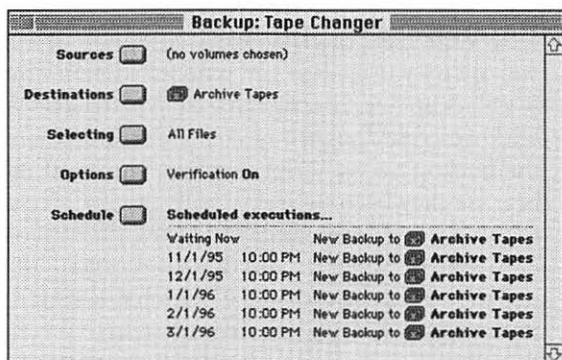 Backup: Tape Changer
Sources (no volumes chosen)
Destinations Archive Tapes
Selecting All Files
Options Verification On
Schedule Scheduled executions...
Waiting Now New Backup to Archive Tapes
11/1/95 10:00 PM New Backup to Archive Tapes
12/1/95 10:00 PM New Backup to Archive Tapes
1/1/96 10:00 PM New Backup to Archive Tapes
2/1/96 10:00 PM New Backup to Archive Tapes
3/1/96 10:00 PM New Backup to Archive Tapes